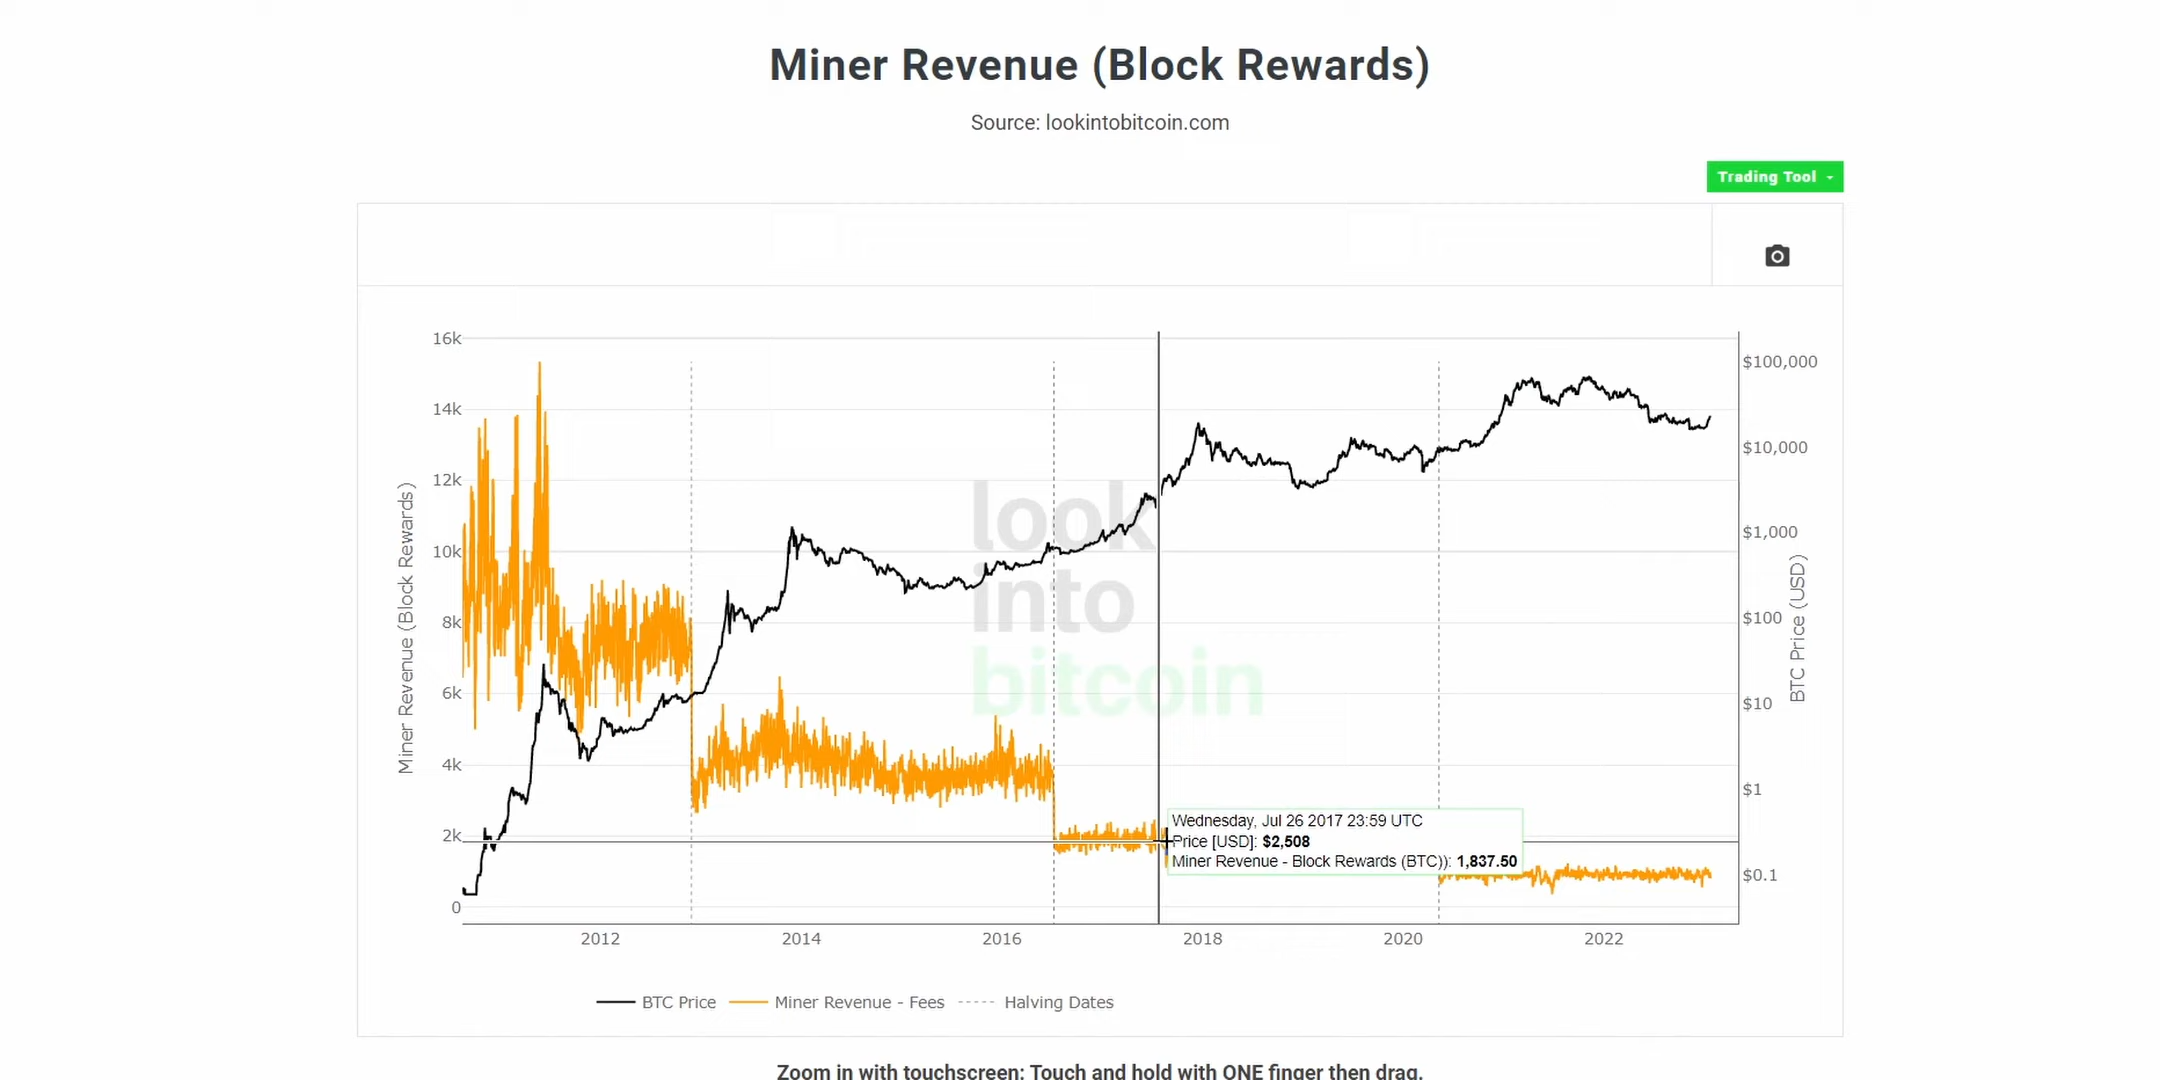 Miner Revenue (Block Rewards)
Source: lookintobitcoin.com
Trading Tool
16k
14k
12k
10k
8k
6k
4k
2k
0
Miner Revenue (Block Rewards)
$100,000
$10,000
$1,000
$100
$10
$1
$0.1
BTC Price (USD)
look
into
bitcoin
Wednesday, Jul 26 2017 23:59 UTC
Price [USD]: $2,508
Miner Revenue - Block Rewards (BTC)): 1,837.50
2012 2014 2016 2018 2020 2022
BTC Price Miner Revenue - Fees Halving Dates
Zoom in with touchscreen: Touch and hold with ONE finger then drag.